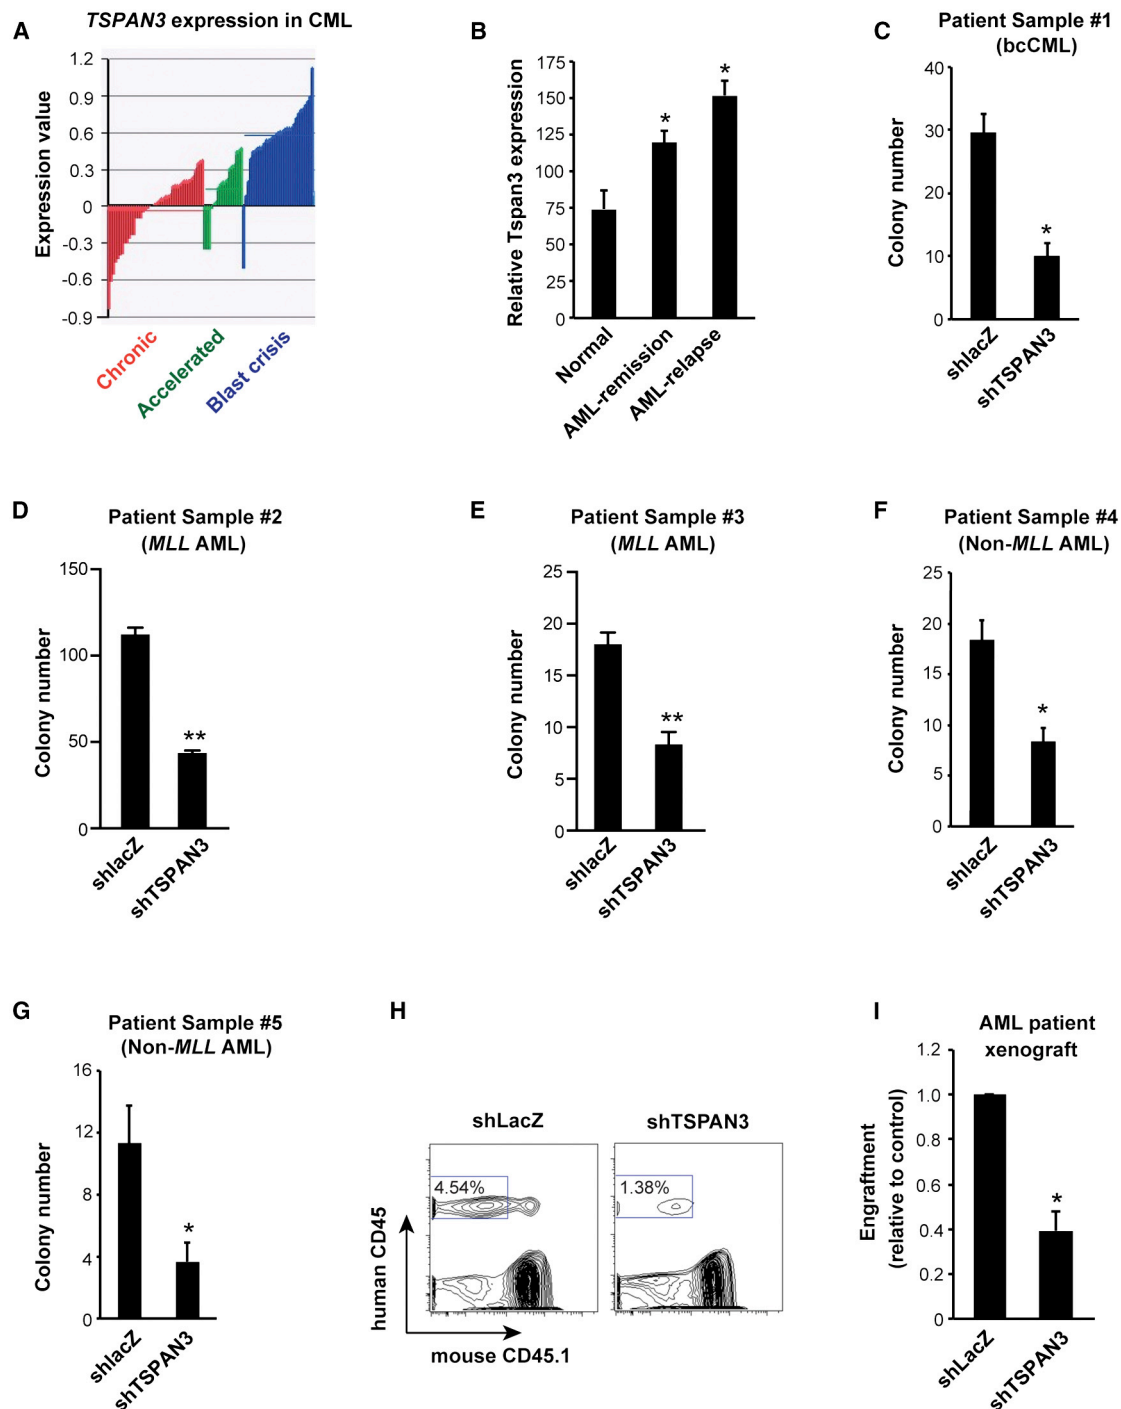 A
TSPAN3 expression in CML
Expression value
1.2
0.9
0.6
0.3
0
-0.3
-0.6
-0.9
Chronic
Accelerated
Blast crisis
B
Relative Tspan3 expression
175
150
125
100
75
50
25
0
Normal
AML-remission
AML-relapse
C
Patient Sample #1
(bcCML)
Colony number
40
30
20
10
0
*
*
*
shlacZ
shTSPAN3
D
Patient Sample #2
(MLL AML)
Colony number
150
100
50
0
**
shlacZ
shTSPAN3
E
Patient Sample #3
(MLL AML)
Colony number
25
20
15
10
5
0
**
shlacZ
shTSPAN3
F
Patient Sample #4
(Non-MLL AML)
Colony number
25
20
15
10
5
0
*
shlacZ
shTSPAN3
G
Patient Sample #5
(Non-MLL AML)
Colony number
16
12
8
4
0
*
shlacZ
shTSPAN3
H
shLacZ
shTSPAN3
4.54%
1.38%
human CD45
mouse CD45.1
I
AML patient
xenograft
Engraftment
(relative to control)
1.2
1.0
0.8
0.6
0.4
0.2
0
*
shLacZ
shTSPAN3